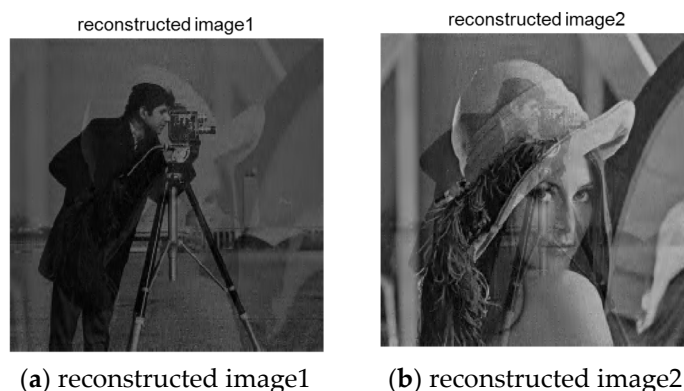 reconstructed image1
reconstructed image2
(a) reconstructed image1
(b) reconstructed image2